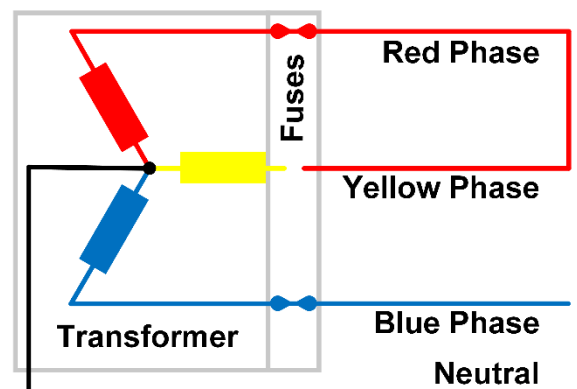 Red Phase
Fuses
Yellow Phase
Blue Phase
Transformer
Neutral